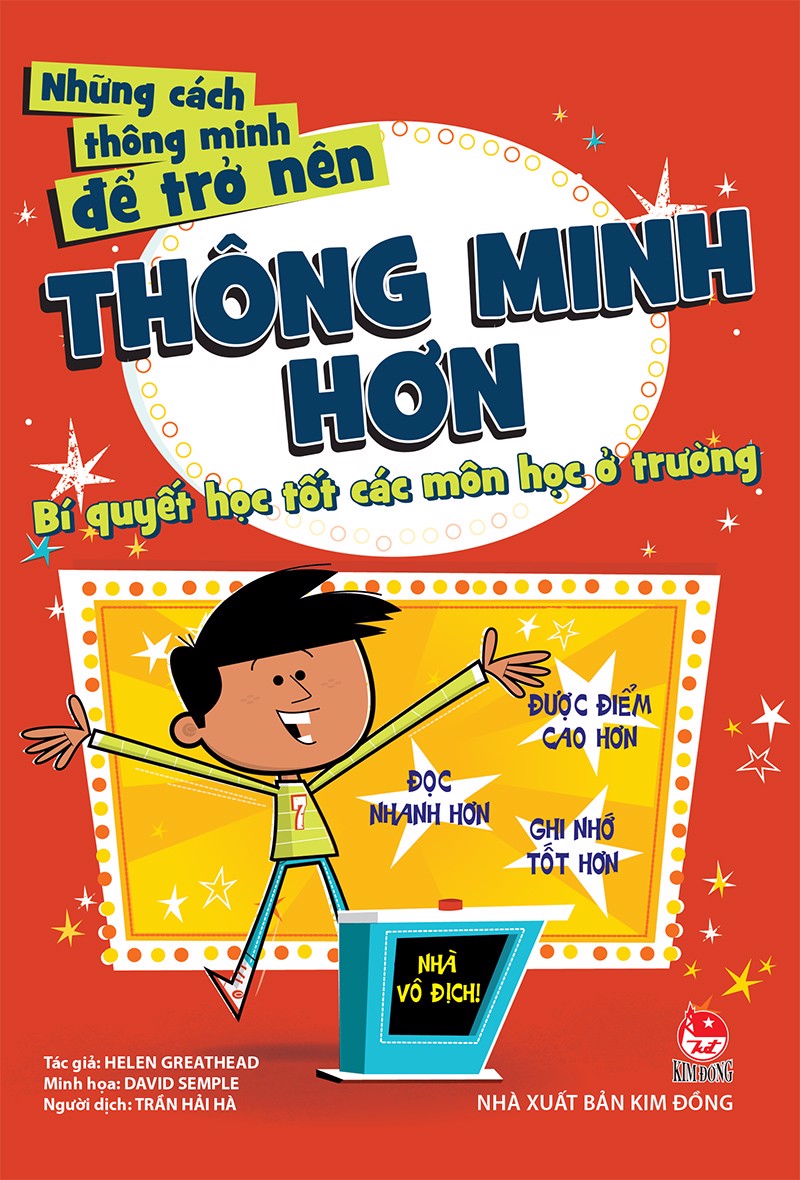 Những cách
thông minh
để trở nên
THÔNG MINH
HƠN
Bí quyết học tốt các môn học ở trường
ĐƯỢC ĐIỂM
CAO HƠN
ĐỌC
NHANH HƠN
GHI NHỚ
TỐT HƠN
7
NHÀ
VÔ ĐỊCH!
Tác giả: HELEN GREATHEAD
Minh họa: DAVID SEMPLE
Người dịch: TRẦN HẢI HÀ
KIM ĐỒNG
NHÀ XUẤT BẢN KIM ĐỒNG